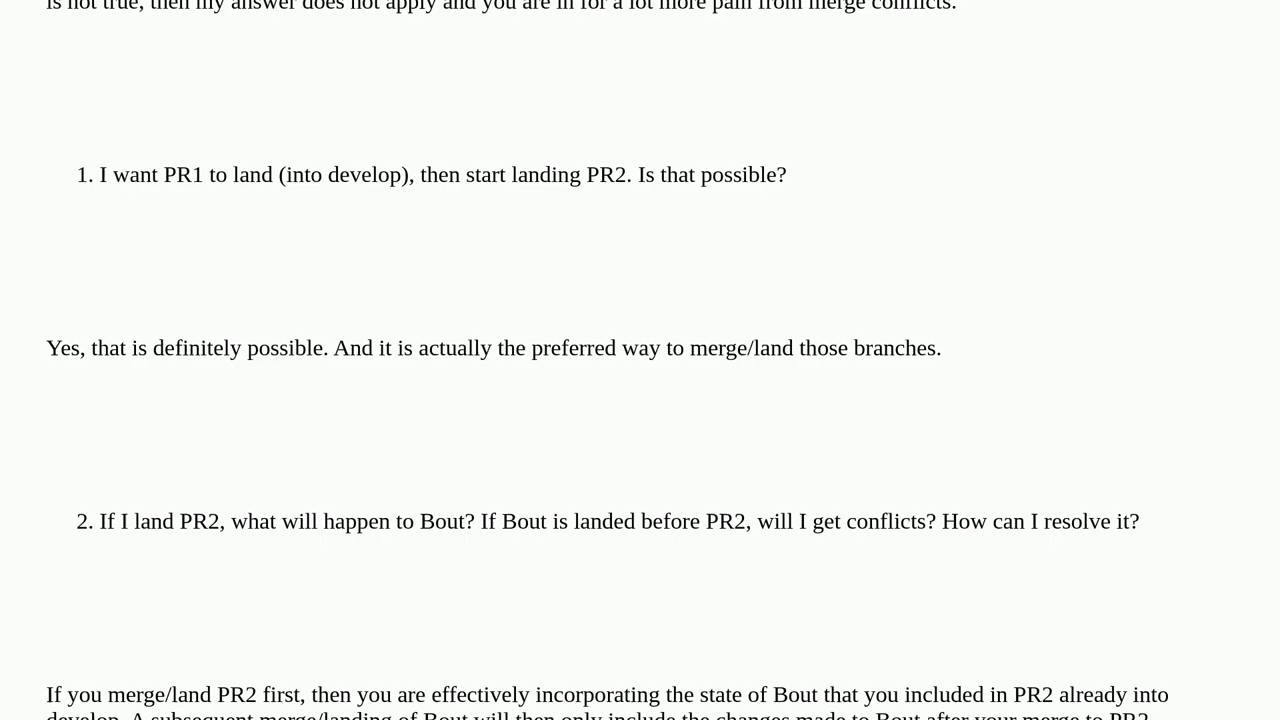 is not true, then my answer does not apply and you are in for a lot more pain from merge conflicts.
1. I want PR1 to land (into develop), then start landing PR2. Is that possible?
Yes, that is definitely possible. And it is actually the preferred way to merge/land those branches.
2. If I land PR2, what will happen to Bout? If Bout is landed before PR2, will I get conflicts? How can I resolve it?
If you merge/land PR2 first, then you are effectively incorporating the state of Bout that you included in PR2 already into
develop. A subsequent merge/landing of Bout will then only include the changes made to Bout after your merge to PR2.